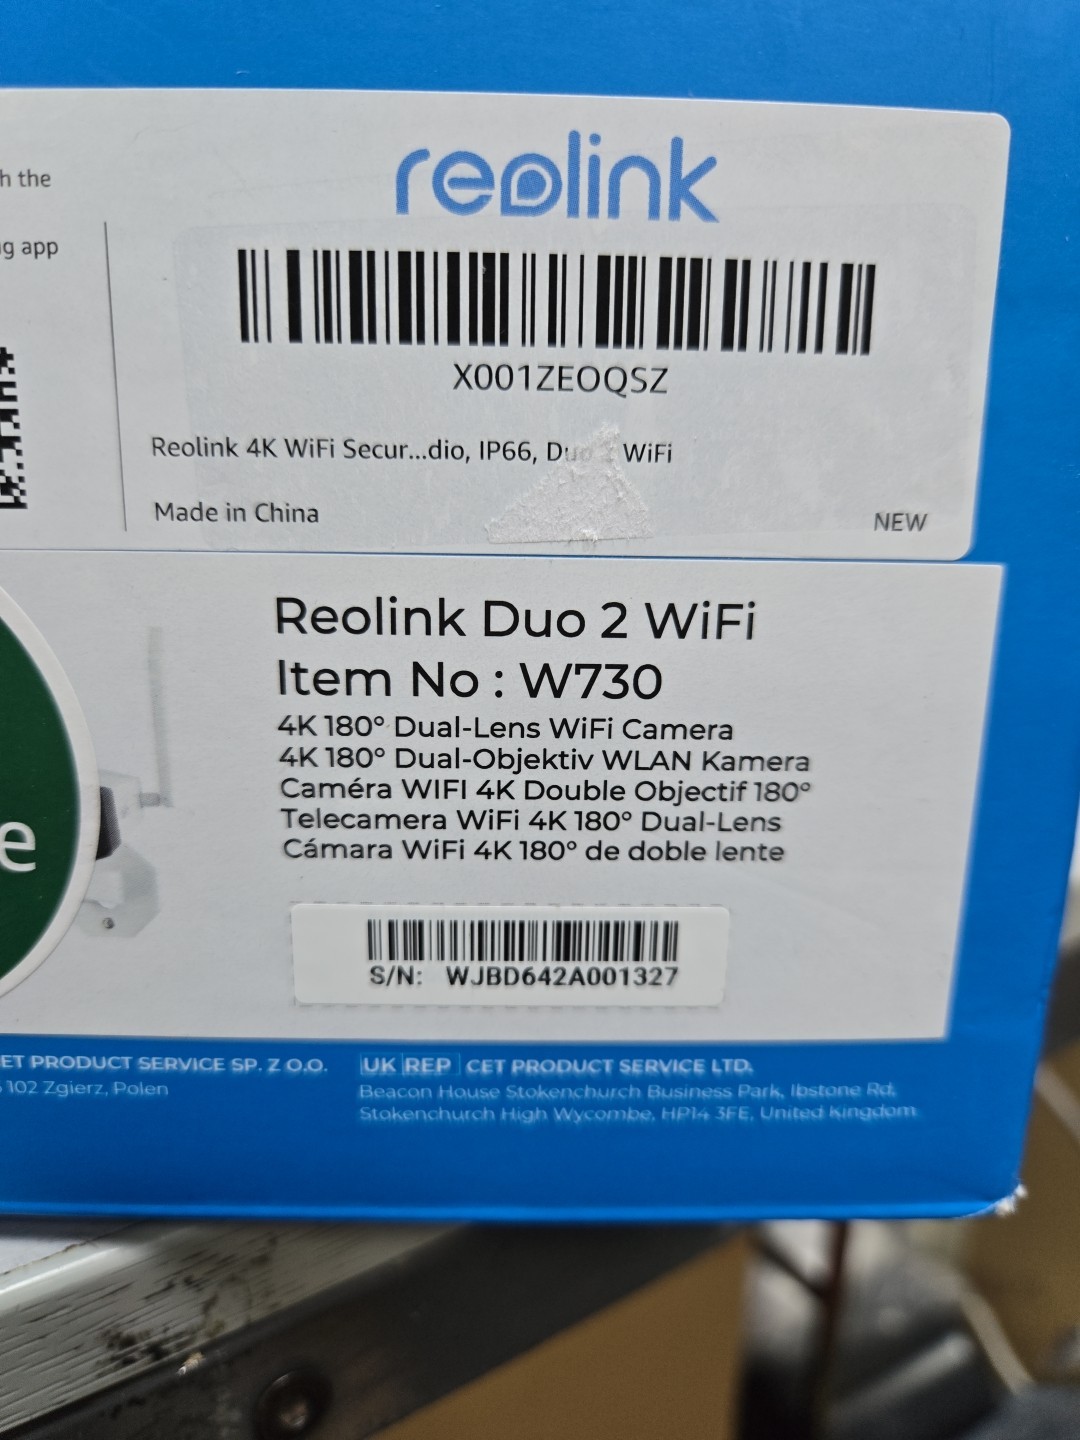 h the
g app
reolink
X001ZEOQSZ
Reolink 4K WiFi Secur...dio, IP66, Duo 2 WiFi
Made in China
NEW
Reolink Duo 2 WiFi
Item No : W730
4K 180° Dual-Lens WiFi Camera
4K 180° Dual-Objektiv WLAN Kamera
Caméra WIFI 4K Double Objectif 180°
Telecamera WiFi 4K 180° Dual-Lens
Cámara WiFi 4K 180° de doble lente
e
S/N: WJBD642A001327
ET PRODUCT SERVICE SP. Z O.O.
102 Zgierz, Polen
UK REP CET PRODUCT SERVICE LTD.
Beacon House Stokenchurch Business Park, Ibstone Rd,
Stokenchurch High Wycombe, HP14 3FE, United Kingdom